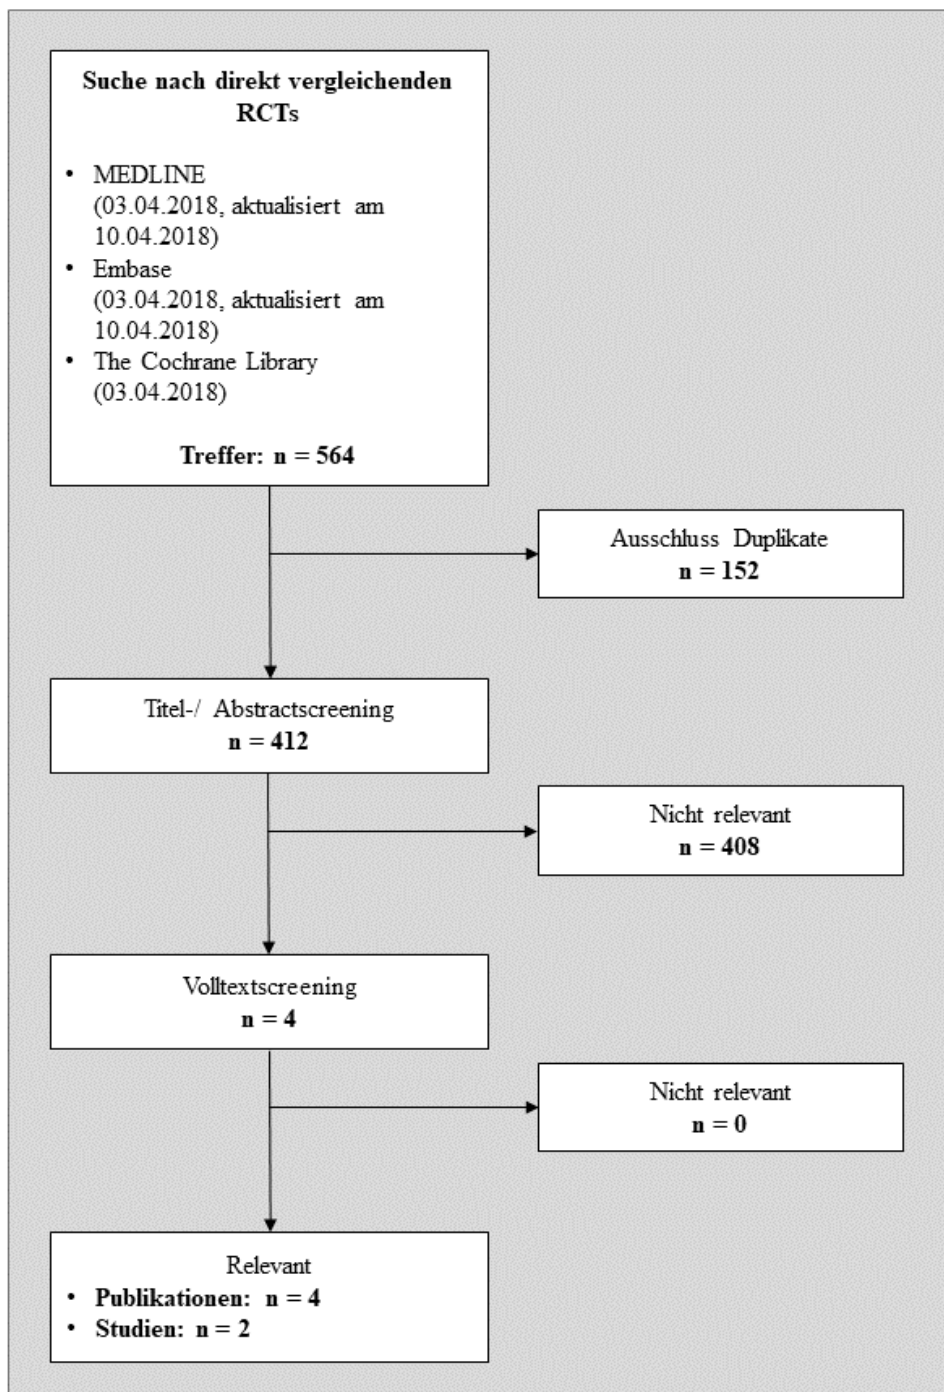 Suche nach direkt vergleichenden
RCTs
• MEDLINE
(03.04.2018, aktualisiert am
10.04.2018)
• Embase
(03.04.2018, aktualisiert am
10.04.2018)
• The Cochrane Library
(03.04.2018)
Treffer: n = 564
Ausschluss Duplikate
n = 152
Titel-/ Abstractscreening
n = 412
Nicht relevant
n = 408
Volltextscreening
n = 4
Nicht relevant
n = 0
Relevant
• Publikationen: n = 4
• Studien: n = 2